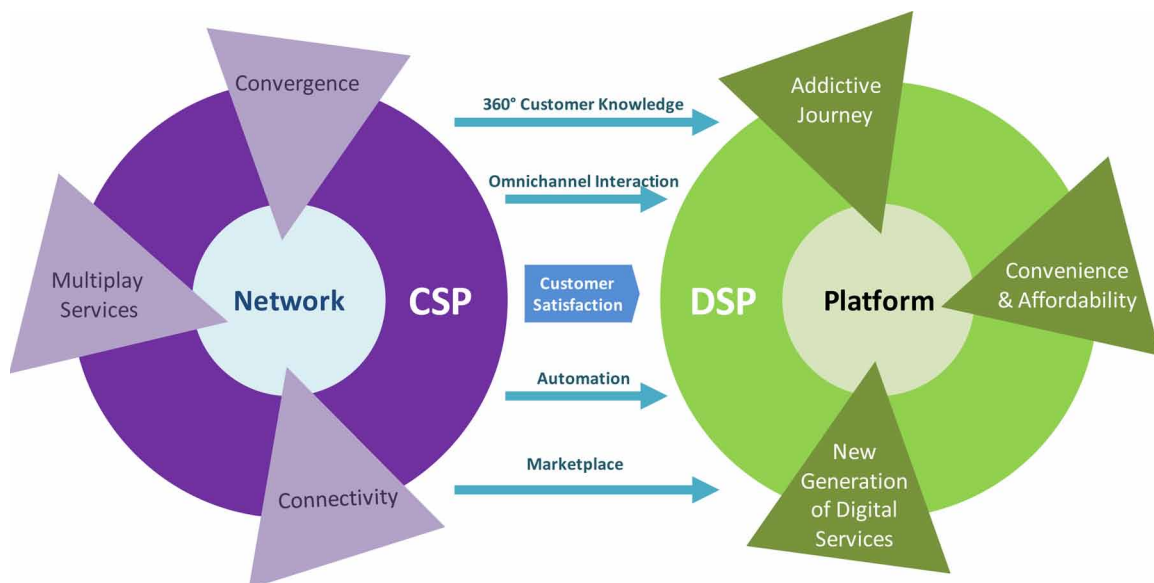 Convergence
Multiplay
Services
Network
CSP
Connectivity
360° Customer Knowledge
Omnichannel Interaction
Customer
Satisfaction
Automation
Marketplace
Addictive
Journey
DSP
Platform
Convenience
& Affordability
New
Generation
of Digital
Services